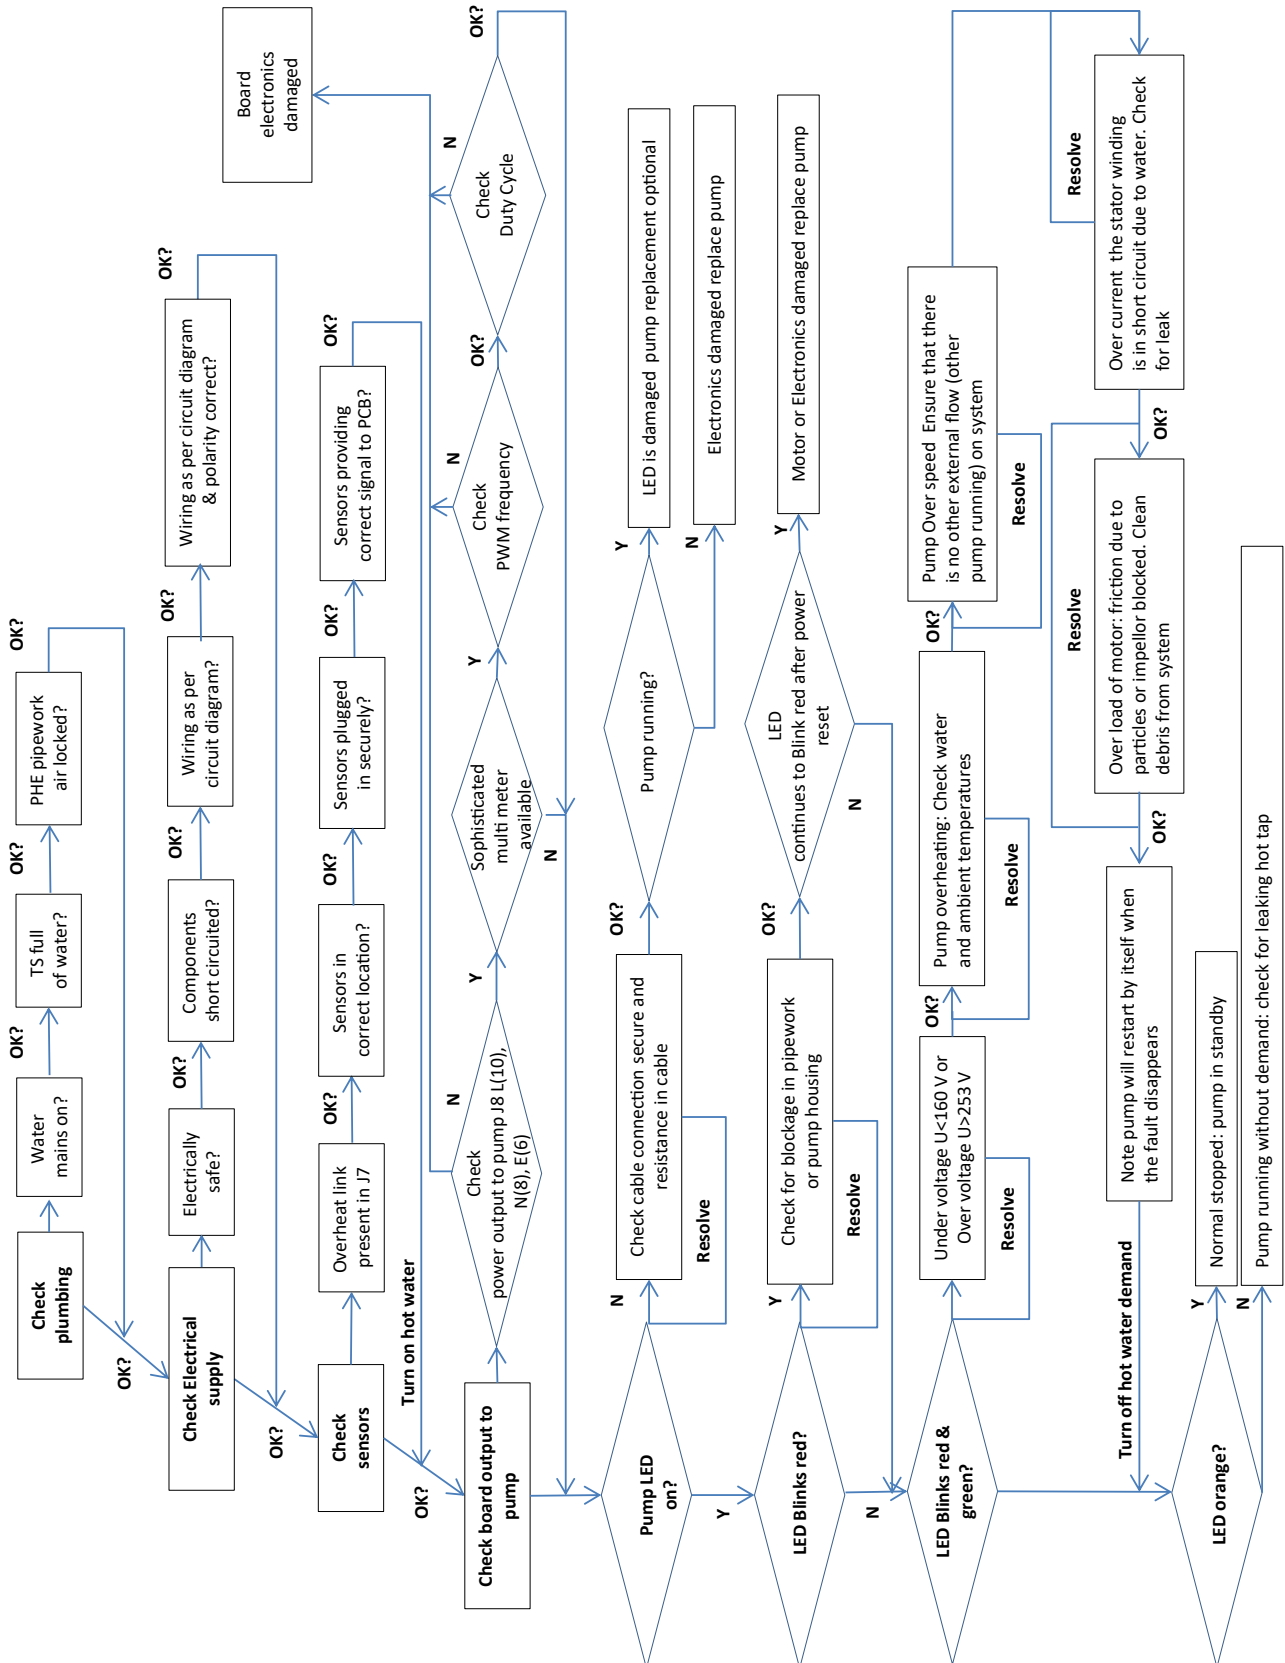 Check
plumbing
Water
mains on?
OK?
TS full
of water?
OK?
PHE pipework
air locked?
OK?
OK?
Check Electrical
supply
Electrically
safe?
OK?
Components
short circuited?
OK?
Wiring as per
circuit diagram?
OK?
Wiring as per circuit diagram
& polarity correct?
OK?
OK?
Check
sensors
Overheat link
present in J7
OK?
Sensors in
correct location?
OK?
Sensors plugged
in securely?
OK?
Sensors providing
correct signal to PCB?
OK?
Turn on hot water
OK?
Check board output to
pump
Check
power output to pump J8 L(10),
N(8), E(6)
N
Y
Sophisticated
multi meter
available
Y
N
Check
PWM frequency
N
OK?
Check
Duty Cycle
N
OK?
Board
electronics
damaged
Pump LED
on?
N
Check cable connection secure and
resistance in cable
Resolve
OK?
Pump running?
Y
LED is damaged pump replacement optional
N
Electronics damaged replace pump
Y
LED Blinks red?
Y
Check for blockage in pipework
or pump housing
Resolve
OK?
LED
continues to Blink red after power
reset
Y
Motor or Electronics damaged replace pump
N
N
LED Blinks red &
green?
Under voltage U<160 V or
Over voltage U>253 V
Resolve
OK?
Pump overheating: Check water
and ambient temperatures
Resolve
OK?
Pump Over speed Ensure that there
is no other external flow (other
pump running) on system
Resolve
Resolve
Over current the stator winding
is in short circuit due to water. Check
for leak
OK?
Resolve
Over load of motor: friction due to
particles or impellor blocked. Clean
debris from system
OK?
Note pump will restart by itself when
the fault disappears
Turn off hot water demand
LED orange?
Y
Normal stopped: pump in standby
N
Pump running without demand: check for leaking hot tap